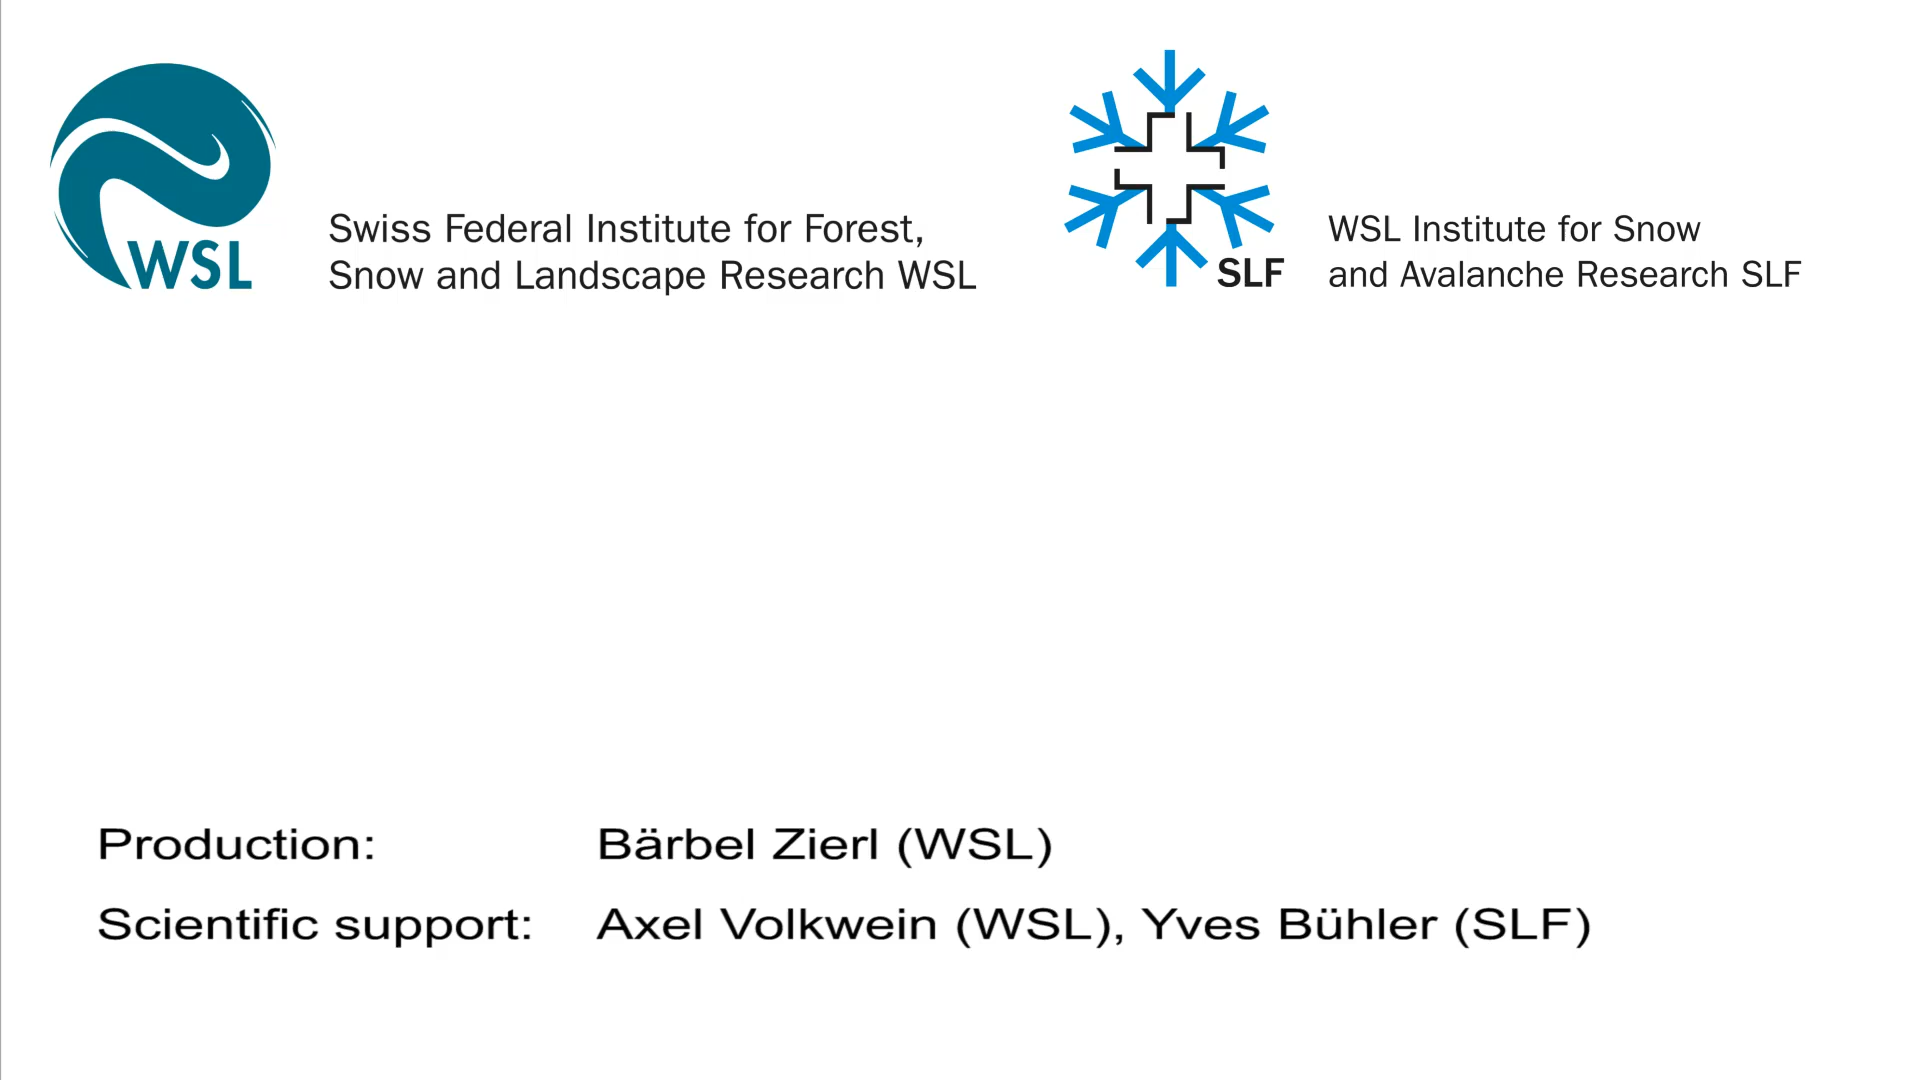 WSL
Swiss Federal Institute for Forest,
Snow and Landscape Research WSL
SLF
WSL Institute for Snow
and Avalanche Research SLF
Production: Bärbel Zierl (WSL)
Scientific support: Axel Volkwein (WSL), Yves Bühler (SLF)